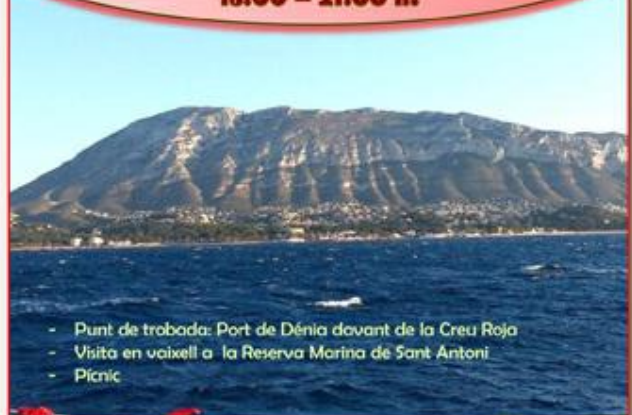 - Punt de trobada: Port de Dénia davant de la Creu Roja
- Visita en vaixell a la Reserva Marina de Sant Antoni
- Pícnic